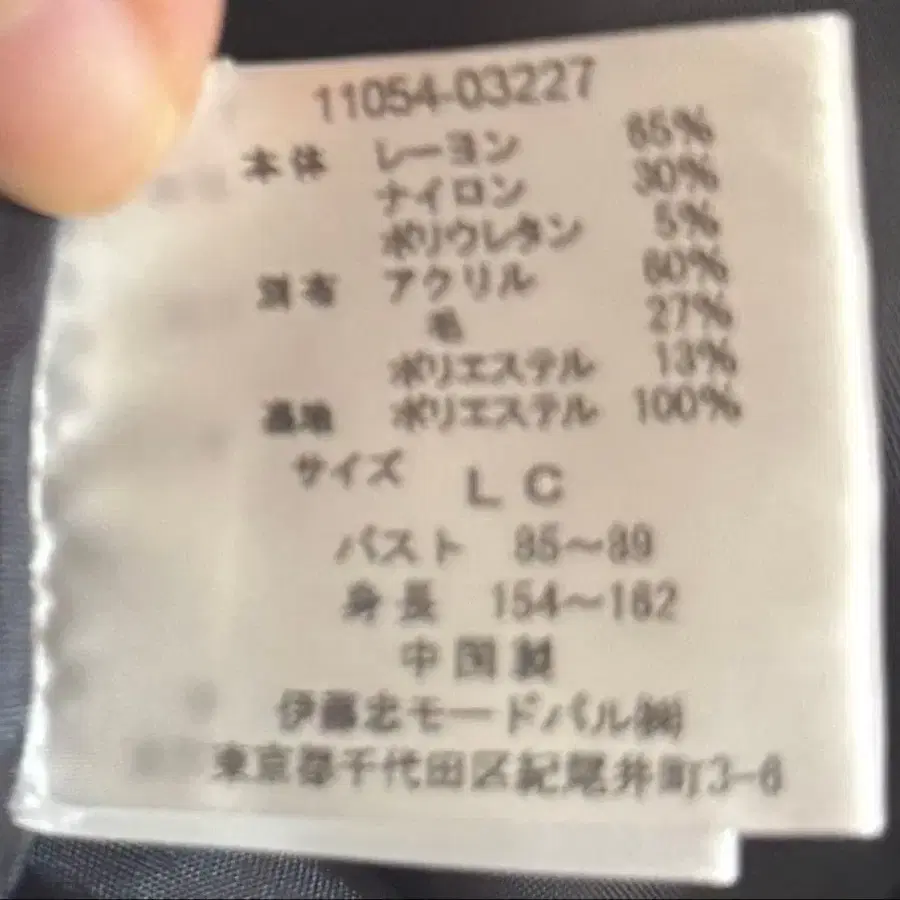 11054-03227
本体 レーヨン 65%
ナイロン 30%
ポリウレタン 5%
別布 アクリル 60%
毛 27%
ポリエステル 13%
裏地 ポリエステル 100%
サイズ LC
バスト 85〜89
身長 154〜162
中国製
伊藤忠モードパル㈱
東京都千代田区紀尾井町3-6